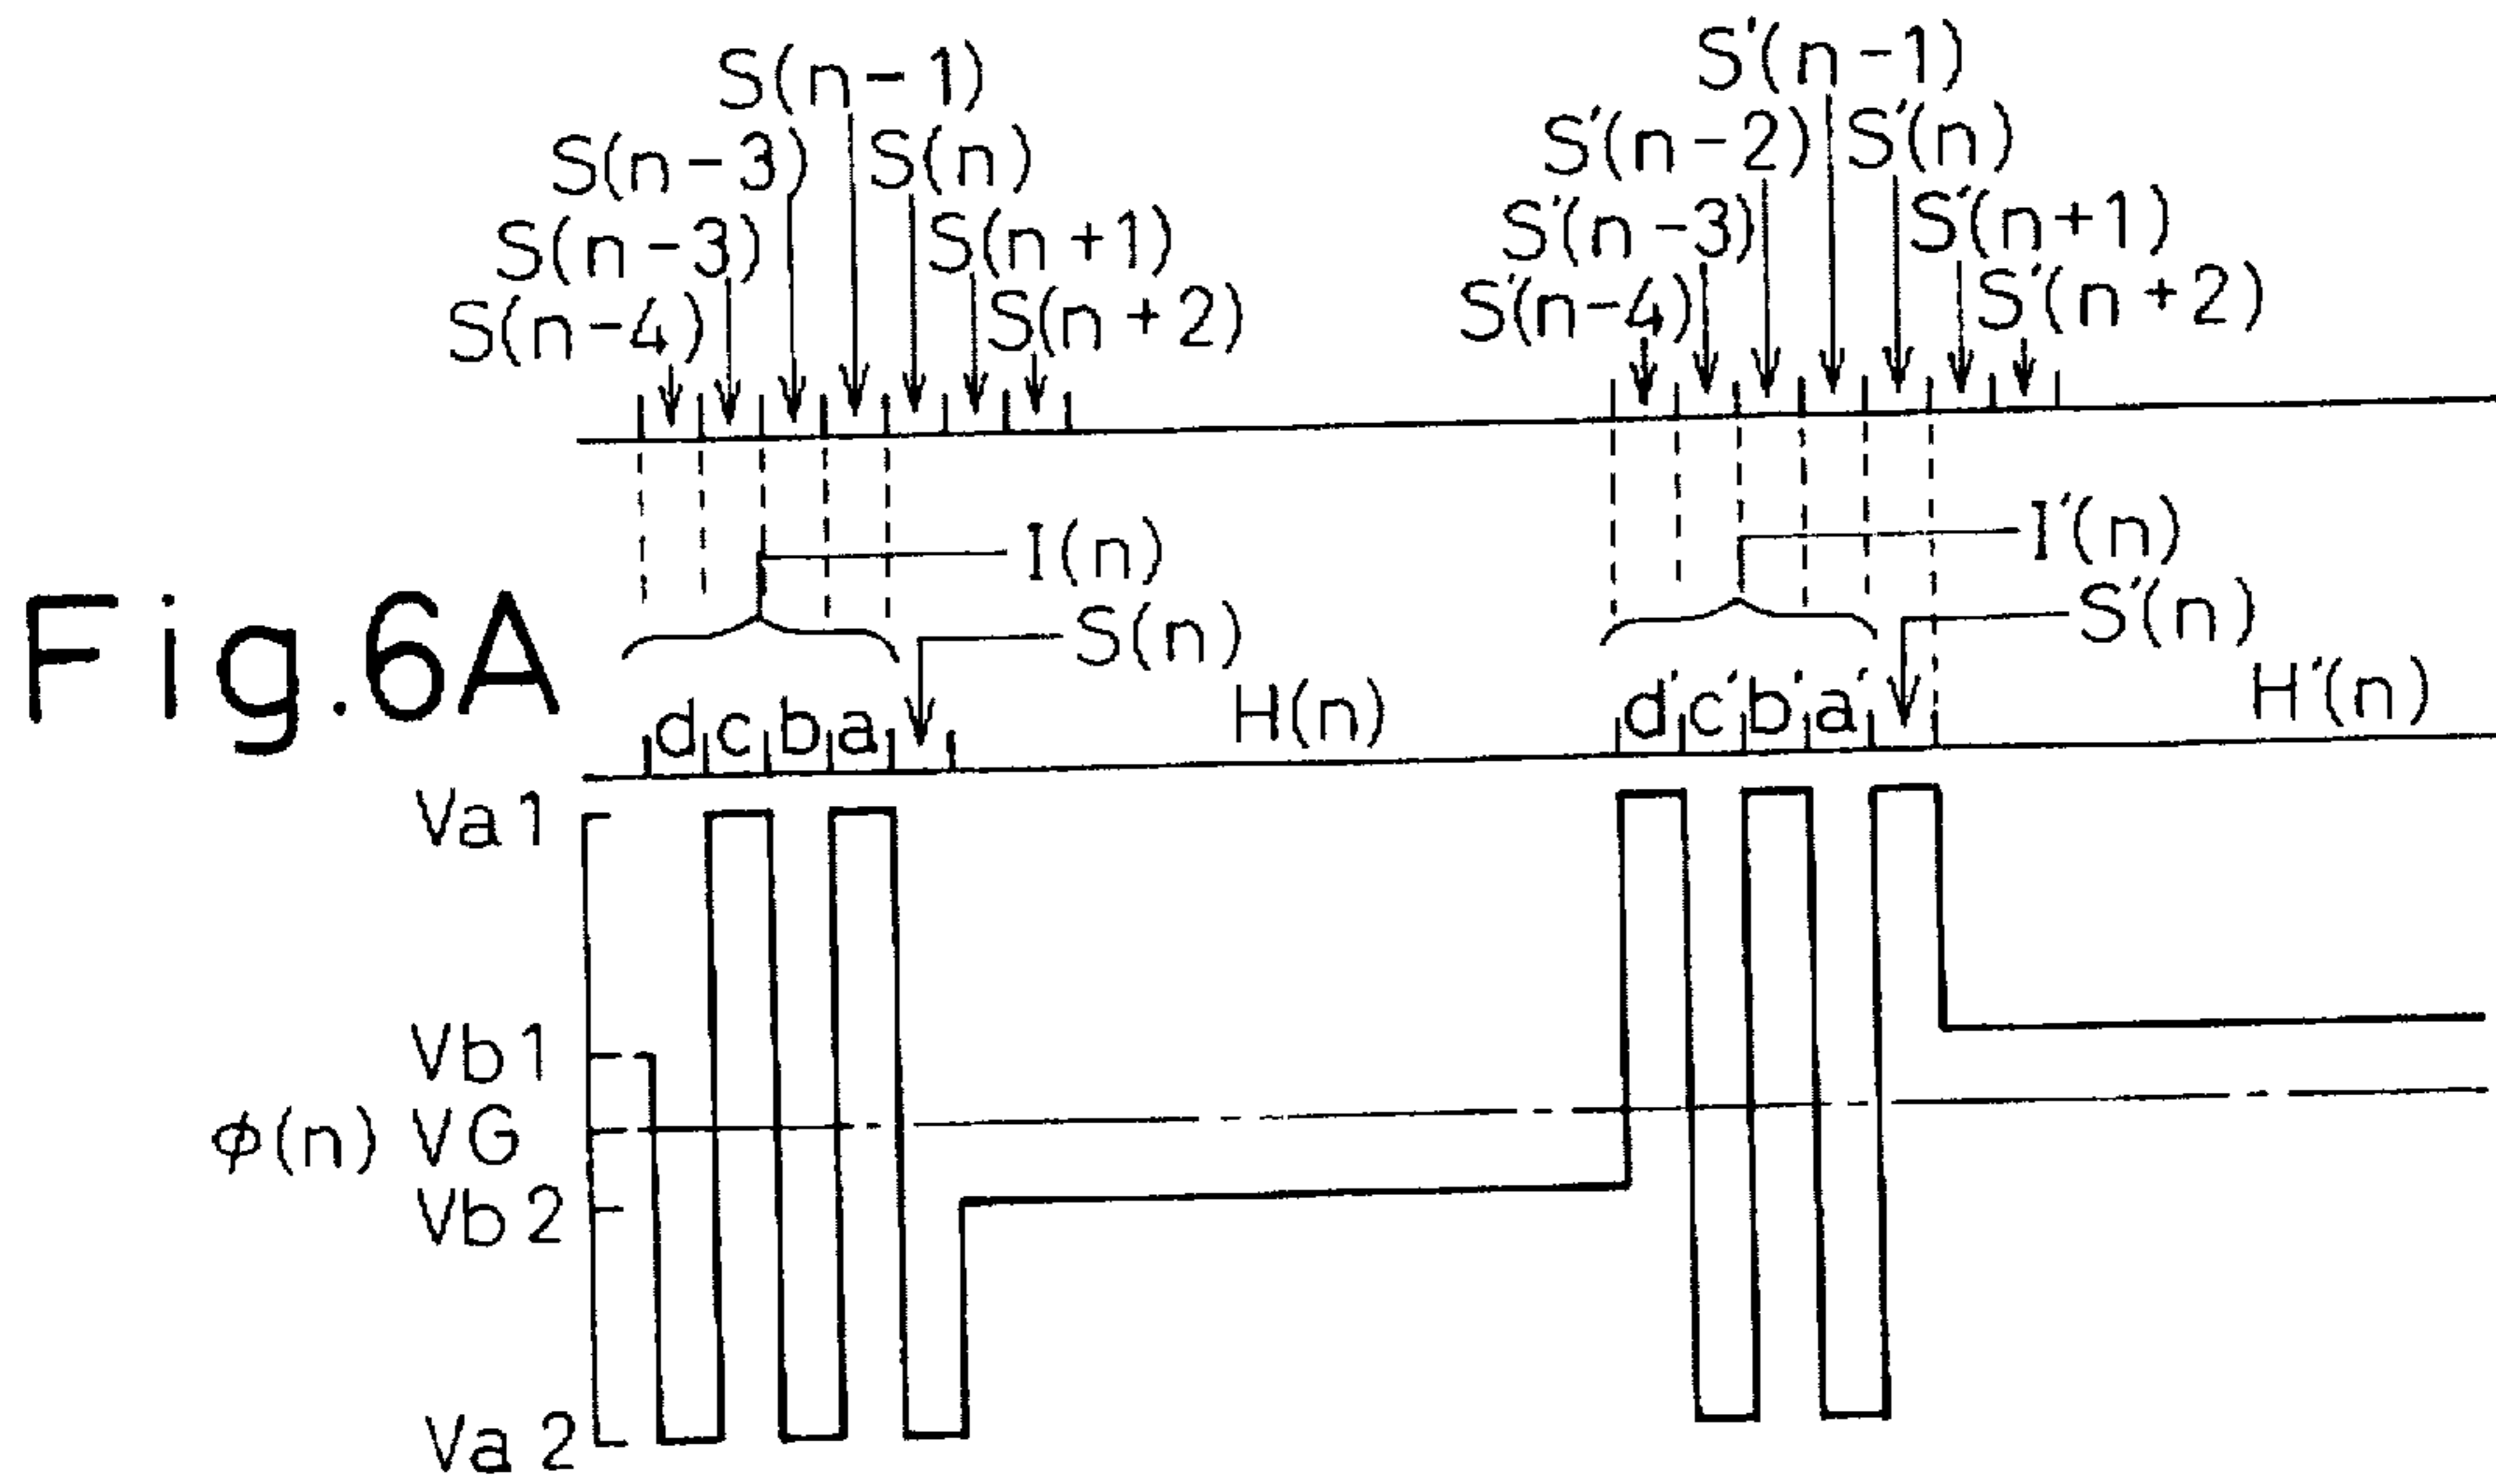 S(n-1)
S(n-3) S(n)
S(n-3) S(n+1)
S(n-4) S(n+2)
S'(n-1)
S'(n-2) S'(n)
S'(n-3) S'(n+1)
S'(n-4) S'(n+2)
I(n)
S(n)
d c b a H(n)
I'(n)
S'(n)
d' c' b' a' H'(n)
Fig.6A
Va1
Vb1
φ(n) VG
Vb2
Va2